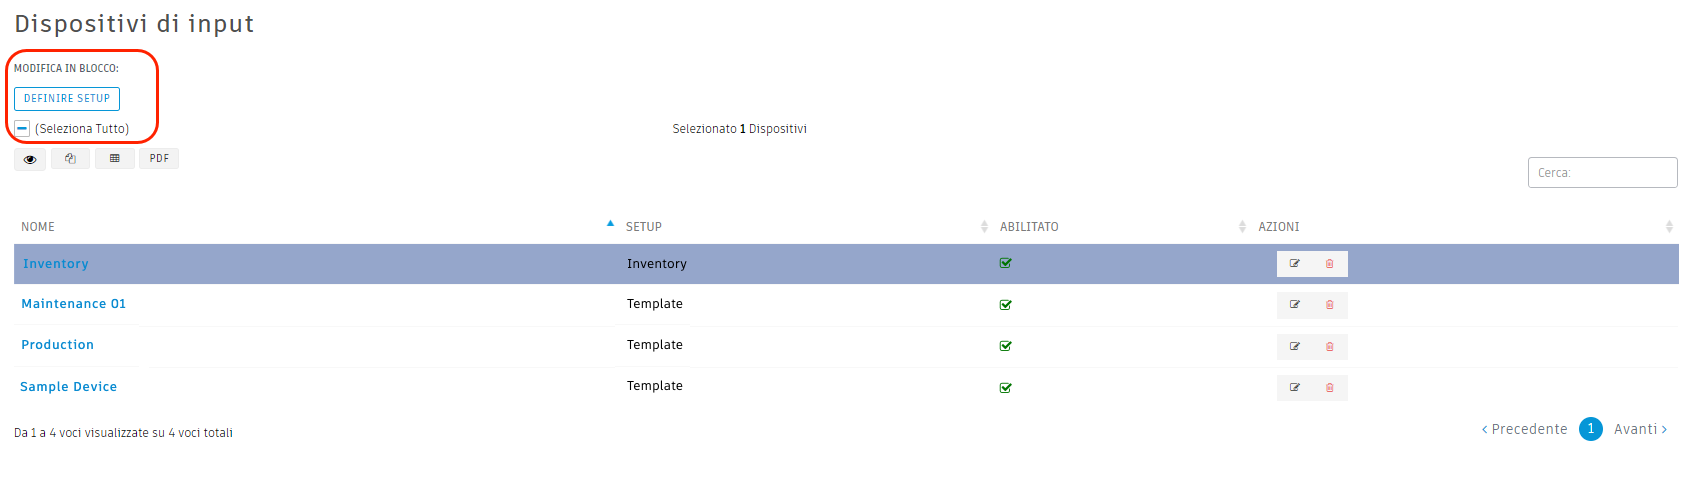 Dispositivi di input
MODIFICA IN BLOCCO:
DEFINIRE SETUP
(Seleziona Tutto)
Selezionato 1 Dispositivi
PDF
Cerca:
NOME SETUP ABILITATO AZIONI
Inventory Inventory
Maintenance 01 Template
Production Template
Sample Device Template
Da 1 a 4 voci visualizzate su 4 voci totali
< Precedente 1 Avanti >